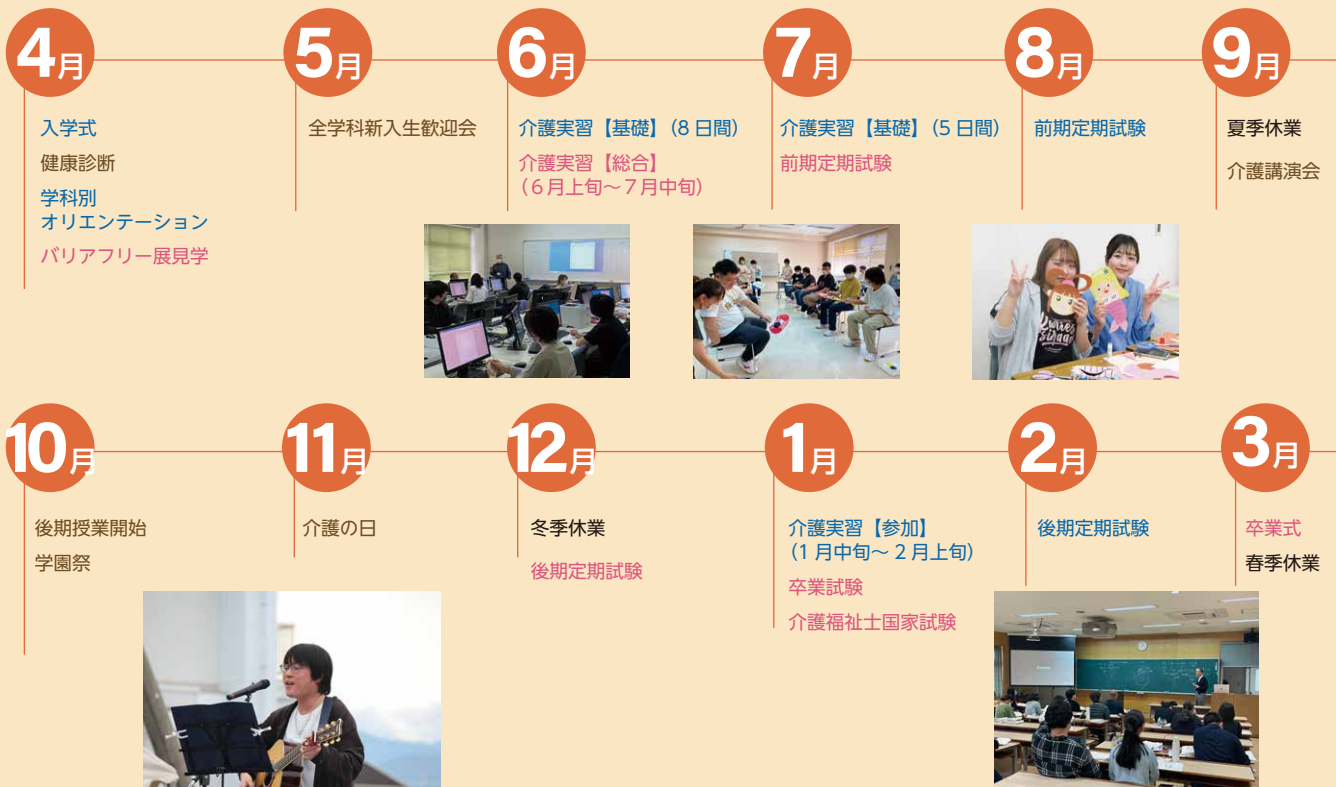 4月
入学式
健康診断
学科別
オリエンテーション
バリアフリー展見学
5月
全学科新入生歓迎会
6月
介護実習【基礎】（8日間）
介護実習【総合】
（6月上旬～7月中旬）
7月
介護実習【基礎】（5日間）
前期定期試験
8月
前期定期試験
9月
夏季休業
介護講演会
10月
後期授業開始
学園祭
11月
介護の日
12月
冬季休業
後期定期試験
1月
介護実習【参加】
（1月中旬～2月上旬）
卒業試験
介護福祉士国家試験
2月
後期定期試験
3月
卒業式
春季休業